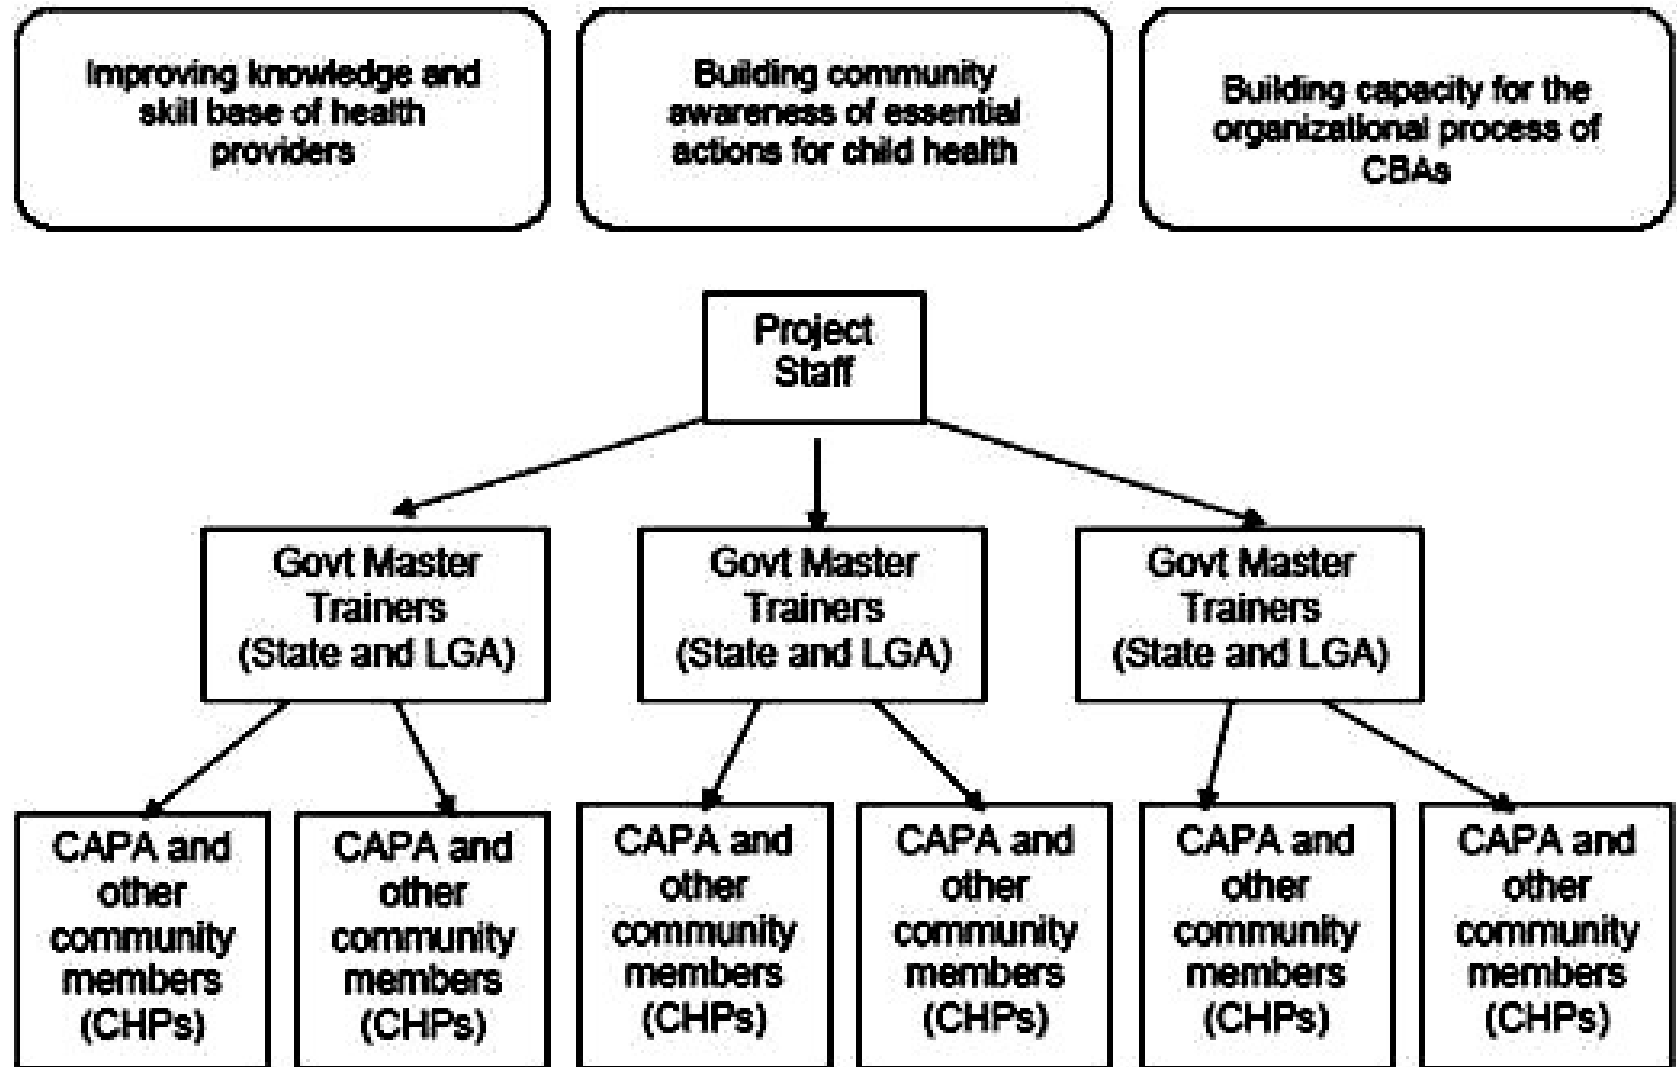 Improving knowledge and
skill base of health
providers
Building community
awareness of essential
actions for child health
Building capacity for the
organizational process of
CBAs
Project
Staff
Govt Master
Trainers
(State and LGA)
Govt Master
Trainers
(State and LGA)
Govt Master
Trainers
(State and LGA)
CAPA and
other
community
members
(CHPs)
CAPA and
other
community
members
(CHPs)
CAPA and
other
community
members
(CHPs)
CAPA and
other
community
members
(CHPs)
CAPA and
other
community
members
(CHPs)
CAPA and
other
community
members
(CHPs)